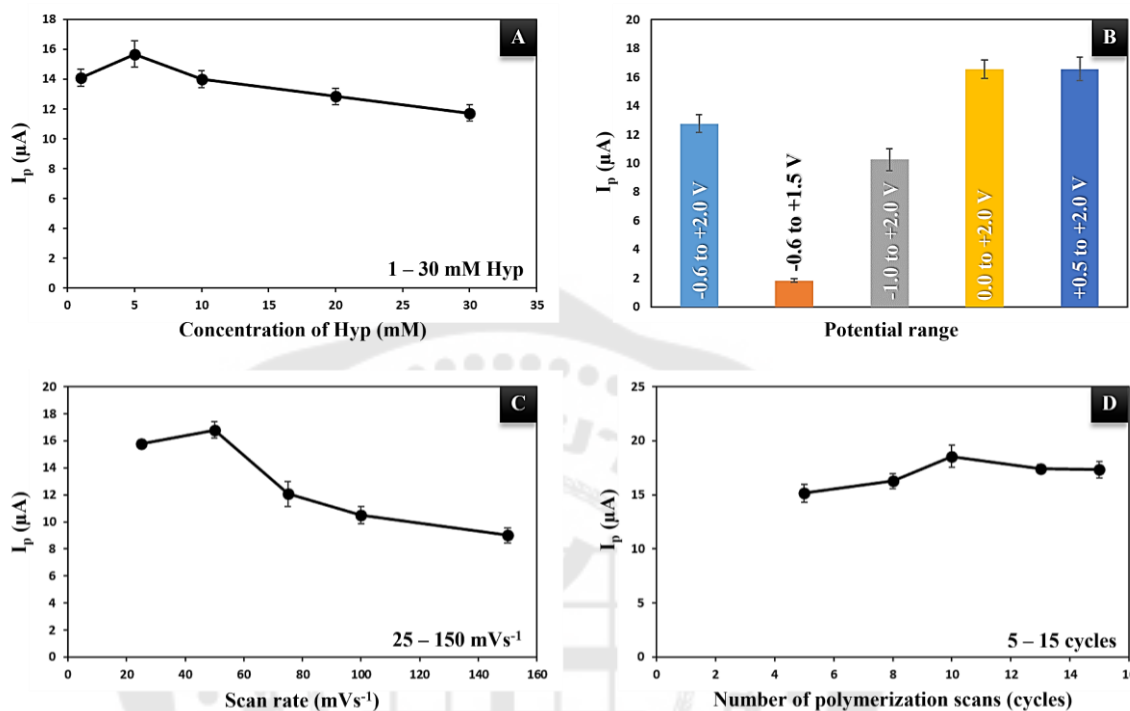 A
18
16
14
12
10
8
6
4
2
0
0 5 10 15 20 25 30 35
I_p (µA)
1 – 30 mM Hyp
Concentration of Hyp (mM)
B
20
18
16
14
12
10
8
6
4
2
0
I_p (µA)
-0.6 to +2.0 V
-0.6 to +1.5 V
-1.0 to +2.0 V
0.0 to +2.0 V
+0.5 to +2.0 V
Potential range
C
20
18
16
14
12
10
8
6
4
2
0
0 20 40 60 80 100 120 140 160
I_p (µA)
25 – 150 mVs⁻¹
Scan rate (mVs⁻¹)
D
25
20
15
10
5
0
0 2 4 6 8 10 12 14 16
I_p (µA)
5 – 15 cycles
Number of polymerization scans (cycles)